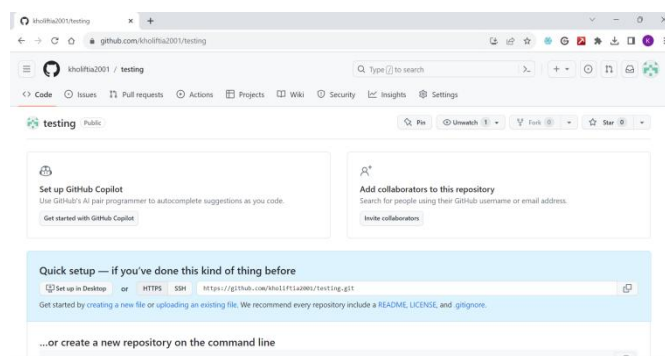 kholiftia2001/testing
github.com/kholiftia2001/testing
kholiftia2001 / testing
Type / to search
Code Issues Pull requests Actions Projects Wiki Security Insights Settings
testing Public
Pin Unwatch 1 Fork 0 Star 0
Set up GitHub Copilot
Use GitHub's AI pair programmer to autocomplete suggestions as you code.
Get started with GitHub Copilot
Add collaborators to this repository
Search for people using their GitHub username or email address.
Invite collaborators
Quick setup — if you've done this kind of thing before
Set up in Desktop or HTTPS SSH https://github.com/kholiftia2001/testing.git
Get started by creating a new file or uploading an existing file. We recommend every repository include a README, LICENSE, and .gitignore.
...or create a new repository on the command line